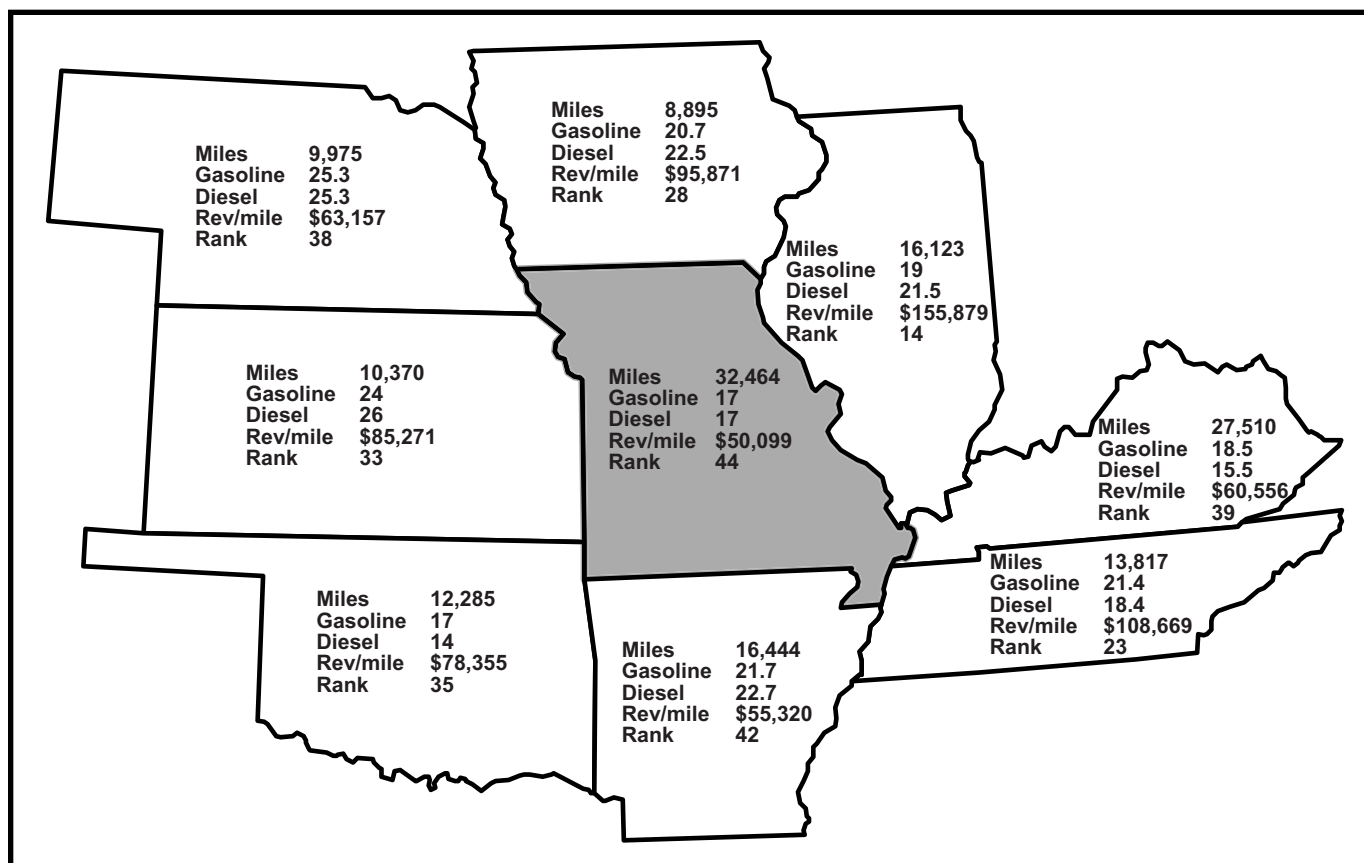 Miles 8,895
Gasoline 20.7
Diesel 22.5
Rev/mile $95,871
Rank 28
Miles 9,975
Gasoline 25.3
Diesel 25.3
Rev/mile $63,157
Rank 38
Miles 16,123
Gasoline 19
Diesel 21.5
Rev/mile $155,879
Rank 14
Miles 10,370
Gasoline 24
Diesel 26
Rev/mile $85,271
Rank 33
Miles 32,464
Gasoline 17
Diesel 17
Rev/mile $50,099
Rank 44
Miles 27,510
Gasoline 18.5
Diesel 15.5
Rev/mile $60,556
Rank 39
Miles 13,817
Gasoline 21.4
Diesel 18.4
Rev/mile $108,669
Rank 23
Miles 12,285
Gasoline 17
Diesel 14
Rev/mile $78,355
Rank 35
Miles 16,444
Gasoline 21.7
Diesel 22.7
Rev/mile $55,320
Rank 42